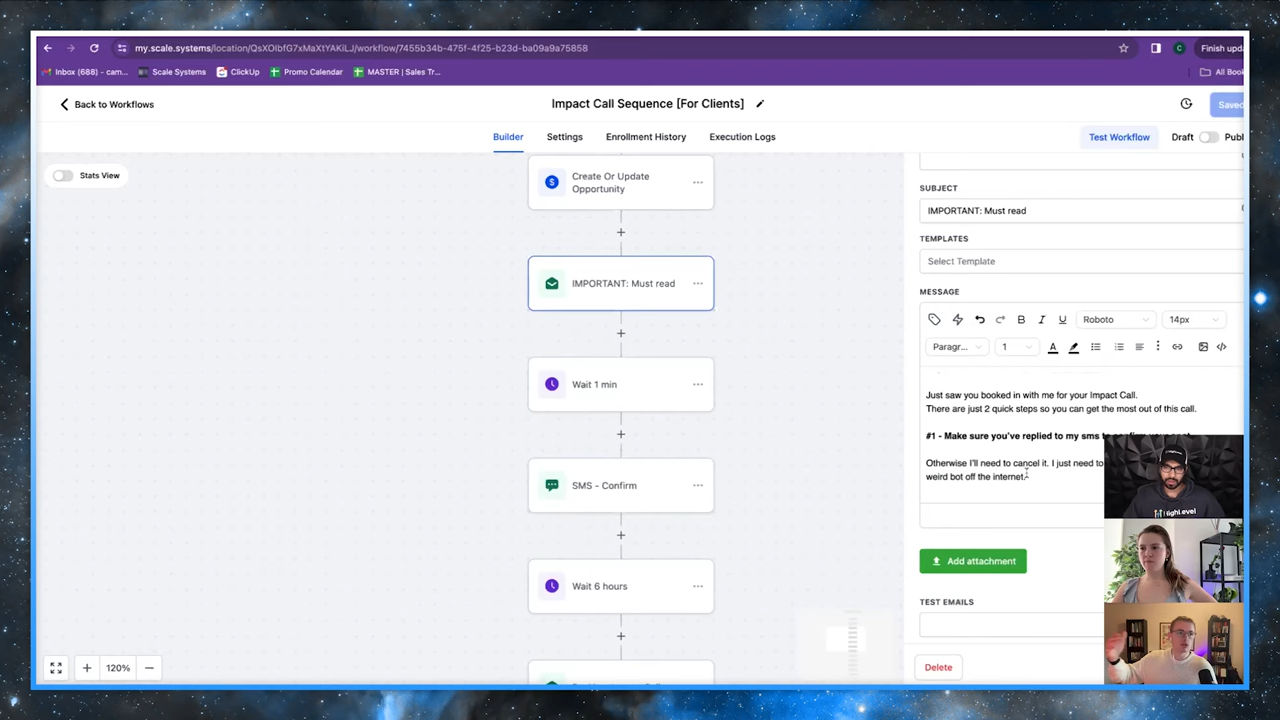 my.scale.systems/location/QsXOlbfG7xMaXtYAKiLJ/workflow/7455b34b-475f-4f25-b23d-ba09a9a75858
C
Finish upd
Inbox (688) - cam...
Scale Systems
ClickUp
Promo Calendar
MASTER | Sales Tr...
All Book
Back to Workflows
Impact Call Sequence [For Clients]
Saved
Builder
Settings
Enrollment History
Execution Logs
Test Workflow
Draft
Publ
Stats View
Create Or Update
Opportunity
IMPORTANT: Must read
Wait 1 min
SMS - Confirm
Wait 6 hours
120%
SUBJECT
IMPORTANT: Must read
TEMPLATES
Select Template
MESSAGE
B I U Roboto 14px
Paragr... 1 A
Just saw you booked in with me for your Impact Call.
There are just 2 quick steps so you can get the most out of this call.
#1 - Make sure you've replied to my sms to
Otherwise I'll need to cancel it. I just need to
weird bot off the internet.
Add attachment
TEST EMAILS
Delete
HighLevel